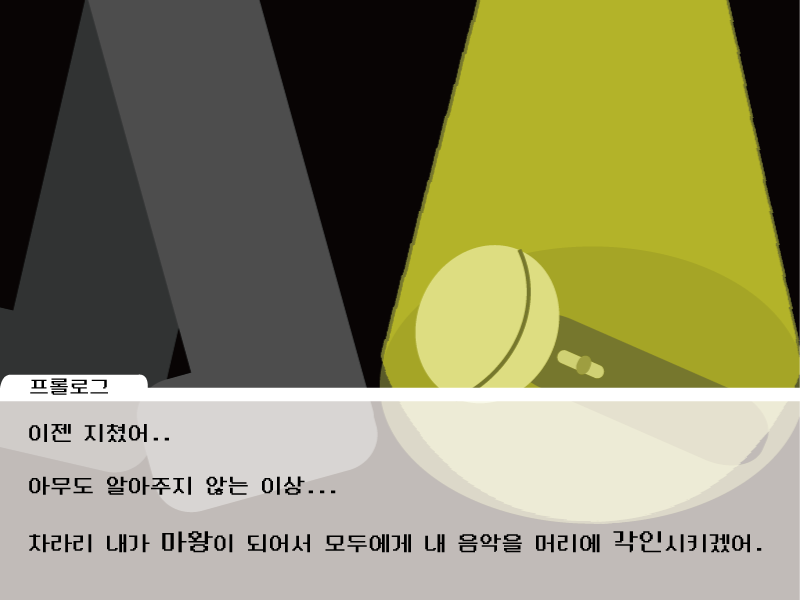 프롤로그
이젠 지쳤어..
아무도 알아주지 않는 이상...
차라리 내가 마왕이 되어서 모두에게 내 음악을 머리에 각인시키겠어.